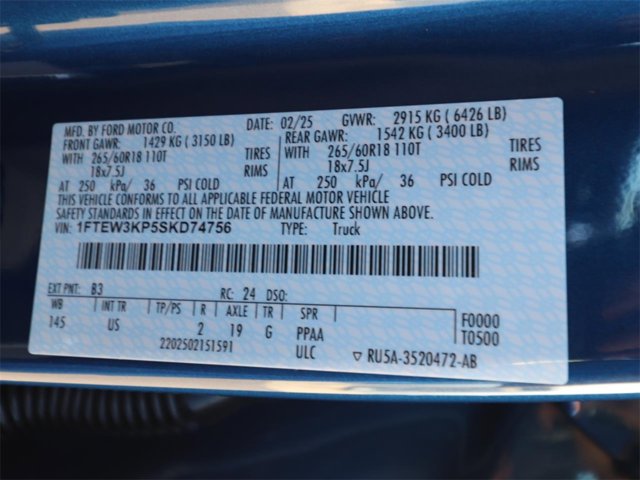 MFD. BY FORD MOTOR CO. DATE: 02/25 GVWR: 2915 KG ( 6426 LB)
FRONT GAWR: 1429 KG ( 3150 LB) REAR GAWR: 1542 KG ( 3400 LB)
WITH 265/60R18 110T TIRES WITH 265/60R18 110T TIRES
18x7.5J RIMS 18x7.5J RIMS
AT 250 kPa/ 36 PSI COLD AT 250 kPa/ 36 PSI COLD
THIS VEHICLE CONFORMS TO ALL APPLICABLE FEDERAL MOTOR VEHICLE
SAFETY STANDARDS IN EFFECT ON THE DATE OF MANUFACTURE SHOWN ABOVE.
VIN: 1FTEW3KP5SKD74756 TYPE: Truck
EXT PNT: B3 RC: 24 DSO:
WB INT TR TP/PS R AXLE TR SPR F0000
145 US 2 19 G PPAA T0500
2202502151591 ULC ▽ RU5A-3520472-AB